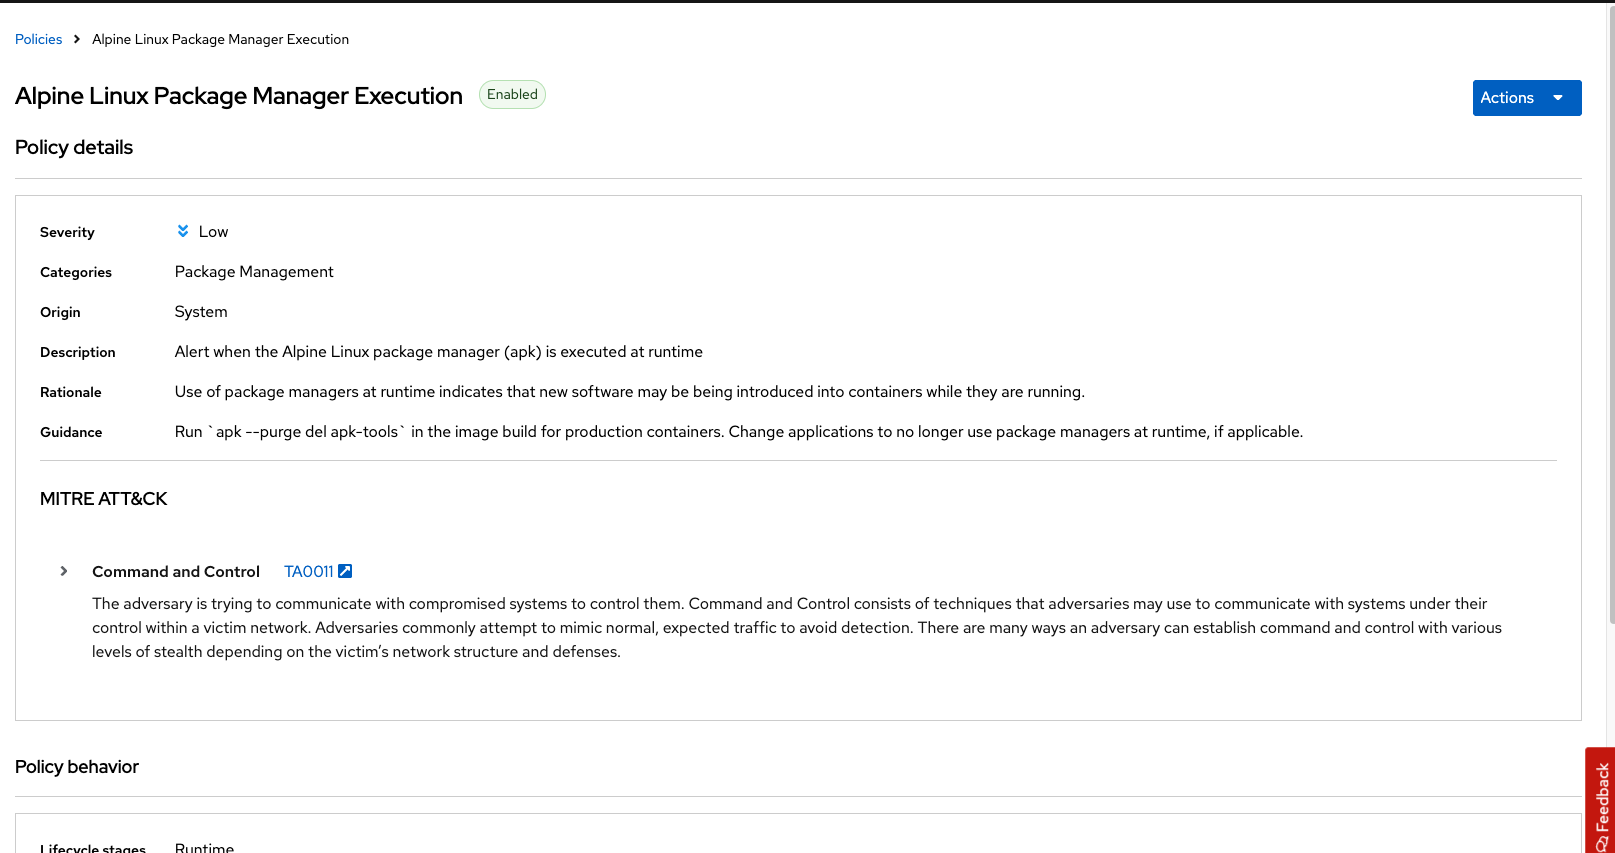 Policies > Alpine Linux Package Manager Execution
Alpine Linux Package Manager Execution Enabled
Actions
Policy details
Severity Low
Categories Package Management
Origin System
Description Alert when the Alpine Linux package manager (apk) is executed at runtime
Rationale Use of package managers at runtime indicates that new software may be being introduced into containers while they are running.
Guidance Run `apk --purge del apk-tools` in the image build for production containers. Change applications to no longer use package managers at runtime, if applicable.
MITRE ATT&CK
Command and Control TA0011
The adversary is trying to communicate with compromised systems to control them. Command and Control consists of techniques that adversaries may use to communicate with systems under their
control within a victim network. Adversaries commonly attempt to mimic normal, expected traffic to avoid detection. There are many ways an adversary can establish command and control with various
levels of stealth depending on the victim’s network structure and defenses.
Policy behavior
Lifecycle stages Runtime
Feedback